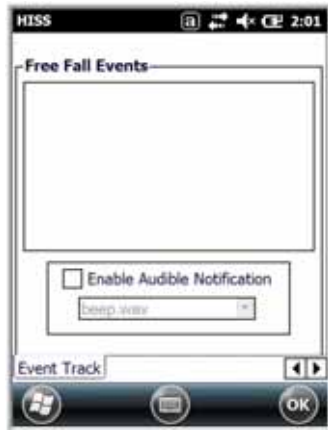 HISS a 2:01
Free Fall Events
Enable Audible Notification
beep.wav
Event Track
OK